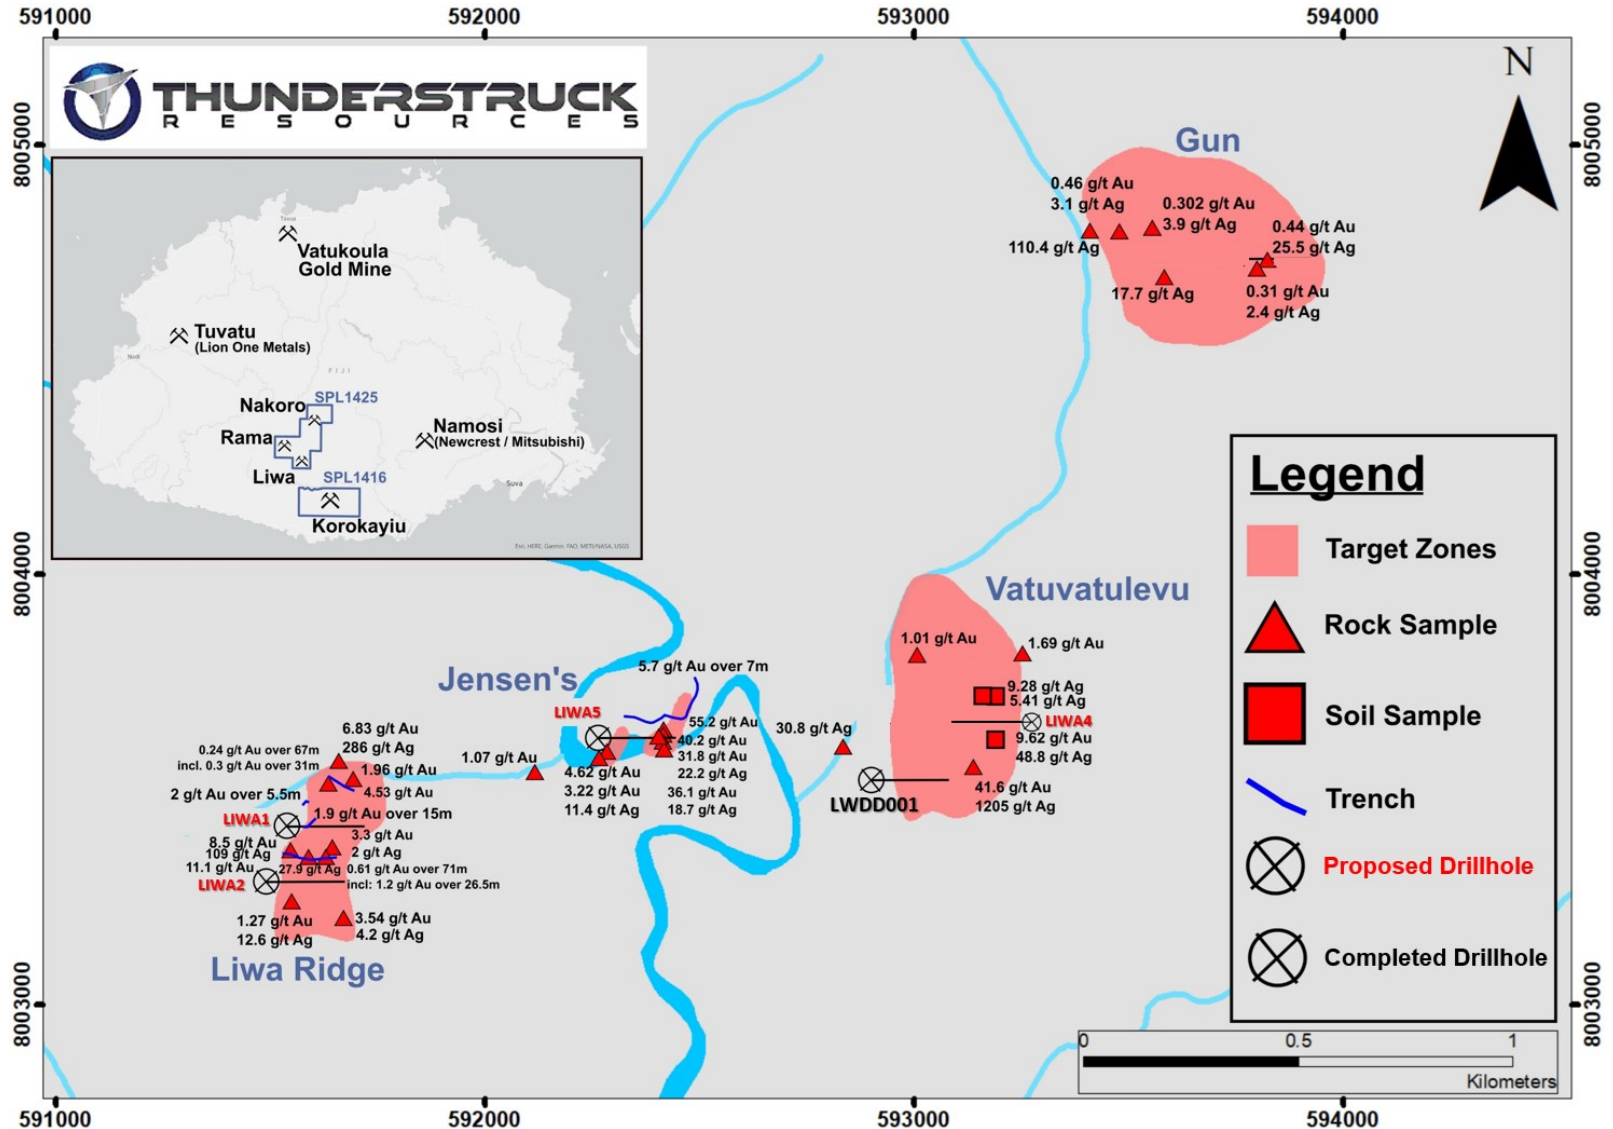 591000
592000
593000
594000
8005000
8005000
THUNDERSTRUCK
RESOURCES
N
Tavua
Vatukoula
Gold Mine
Tuvatu
(Lion One Metals)
Nadi
FIJI
Nakoro
SPL1425
Rama
Liwa
SPL1416
Korokayiu
Namosi
(Newcrest / Mitsubishi)
Suva
Esri, HERE, Garmin, FAO, METI/NASA, USGS
Gun
0.46 g/t Au
3.1 g/t Ag
110.4 g/t Ag
0.302 g/t Au
3.9 g/t Ag
0.44 g/t Au
25.5 g/t Ag
17.7 g/t Ag
0.31 g/t Au
2.4 g/t Ag
8004000
8004000
Vatuvatulevu
1.01 g/t Au
1.69 g/t Au
9.28 g/t Ag
5.41 g/t Ag
LIWA4
9.62 g/t Au
48.8 g/t Ag
30.8 g/t Ag
LWDD001
41.6 g/t Au
1205 g/t Ag
Jensen's
5.7 g/t Au over 7m
LIWA5
55.2 g/t Au
40.2 g/t Au
31.8 g/t Au
22.2 g/t Ag
36.1 g/t Au
18.7 g/t Ag
4.62 g/t Au
3.22 g/t Au
11.4 g/t Ag
1.07 g/t Au
6.83 g/t Au
286 g/t Ag
0.24 g/t Au over 67m
incl. 0.3 g/t Au over 31m
1.96 g/t Au
4.53 g/t Au
2 g/t Au over 5.5m
1.9 g/t Au over 15m
LIWA1
8.5 g/t Au
109 g/t Ag
3.3 g/t Au
2 g/t Ag
11.1 g/t Au
27.9 g/t Ag
0.61 g/t Au over 71m
incl: 1.2 g/t Au over 26.5m
LIWA2
1.27 g/t Au
12.6 g/t Ag
3.54 g/t Au
4.2 g/t Ag
Liwa Ridge
Legend
Target Zones
Rock Sample
Soil Sample
Trench
Proposed Drillhole
Completed Drillhole
8003000
8003000
0
0.5
1
Kilometers
591000
592000
593000
594000